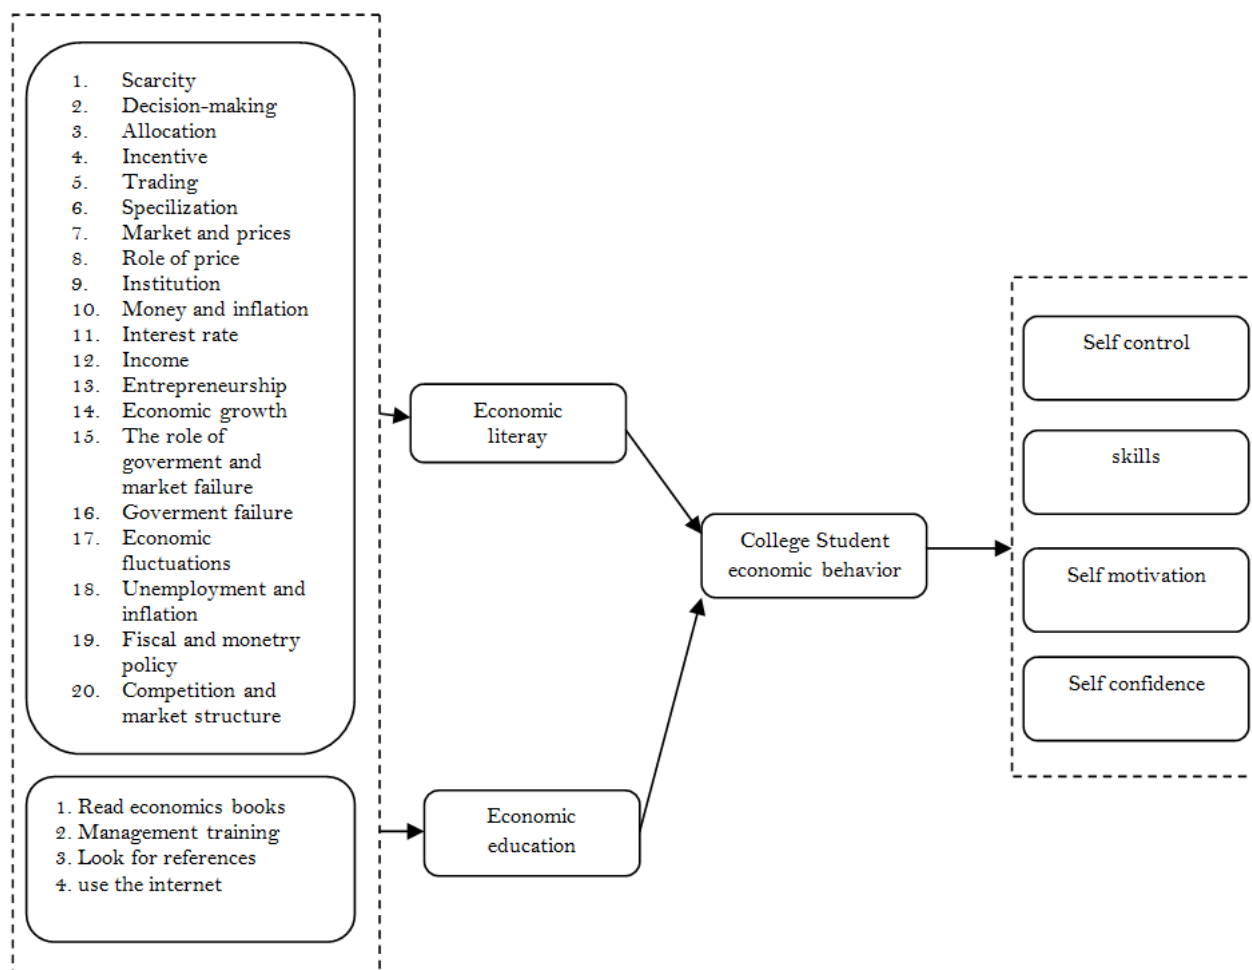 1. Scarcity
2. Decision-making
3. Allocation
4. Incentive
5. Trading
6. Specilization
7. Market and prices
8. Role of price
9. Institution
10. Money and inflation
11. Interest rate
12. Income
13. Entrepreneurship
14. Economic growth
15. The role of
goverment and
market failure
16. Goverment failure
17. Economic
fluctuations
18. Unemployment and
inflation
19. Fiscal and monetry
policy
20. Competition and
market structure
1. Read economics books
2. Management training
3. Look for references
4. use the internet
Economic
literay
Economic
education
College Student
economic behavior
Self control
skills
Self motivation
Self confidence